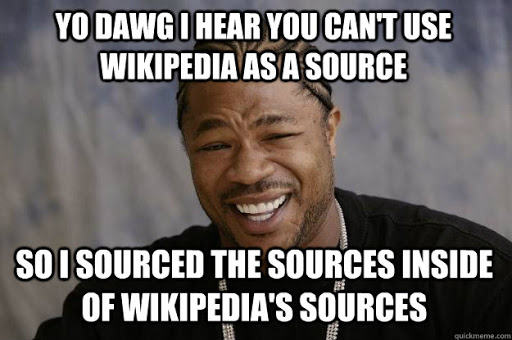 YO DAWG I HEAR YOU CAN'T USE
WIKIPEDIA AS A SOURCE
SO I SOURCED THE SOURCES INSIDE
OF WIKIPEDIA'S SOURCES
quickmeme.com